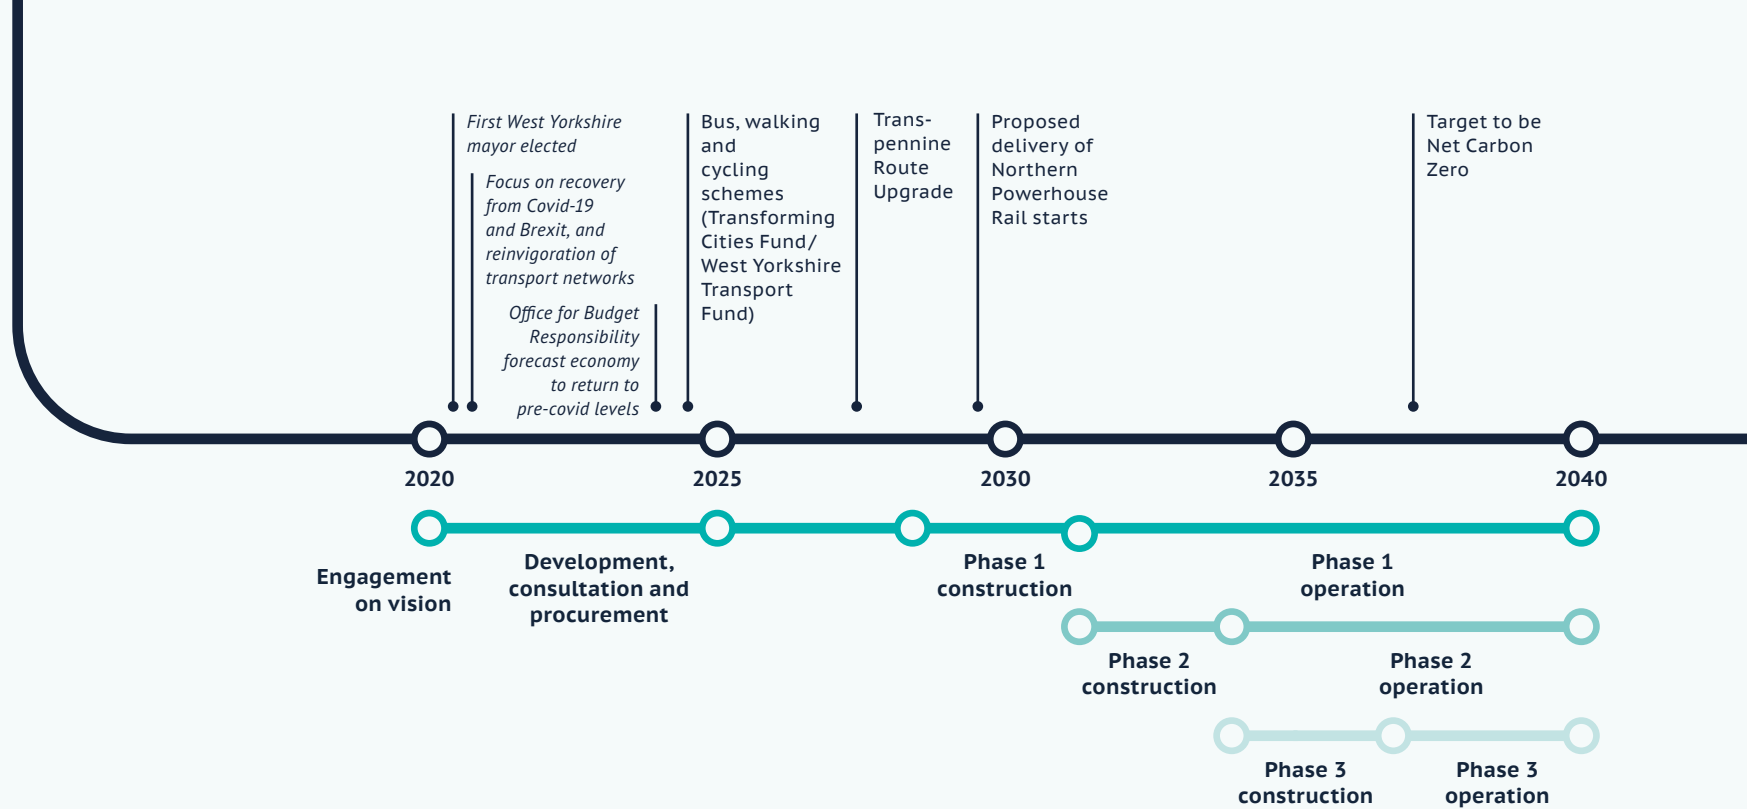 First West Yorkshire
mayor elected
Focus on recovery
from Covid-19
and Brexit, and
reinvigoration of
transport networks
Office for Budget
Responsibility
forecast economy
to return to
pre-covid levels
Bus, walking
and
cycling
schemes
(Transforming
Cities Fund/
West Yorkshire
Transport
Fund)
Trans-
pennine
Route
Upgrade
Proposed
delivery of
Northern
Powerhouse
Rail starts
Target to be
Net Carbon
Zero
2020
2025
2030
2035
2040
Engagement
on vision
Development,
consultation and
procurement
Phase 1
construction
Phase 1
operation
Phase 2
construction
Phase 2
operation
Phase 3
construction
Phase 3
operation